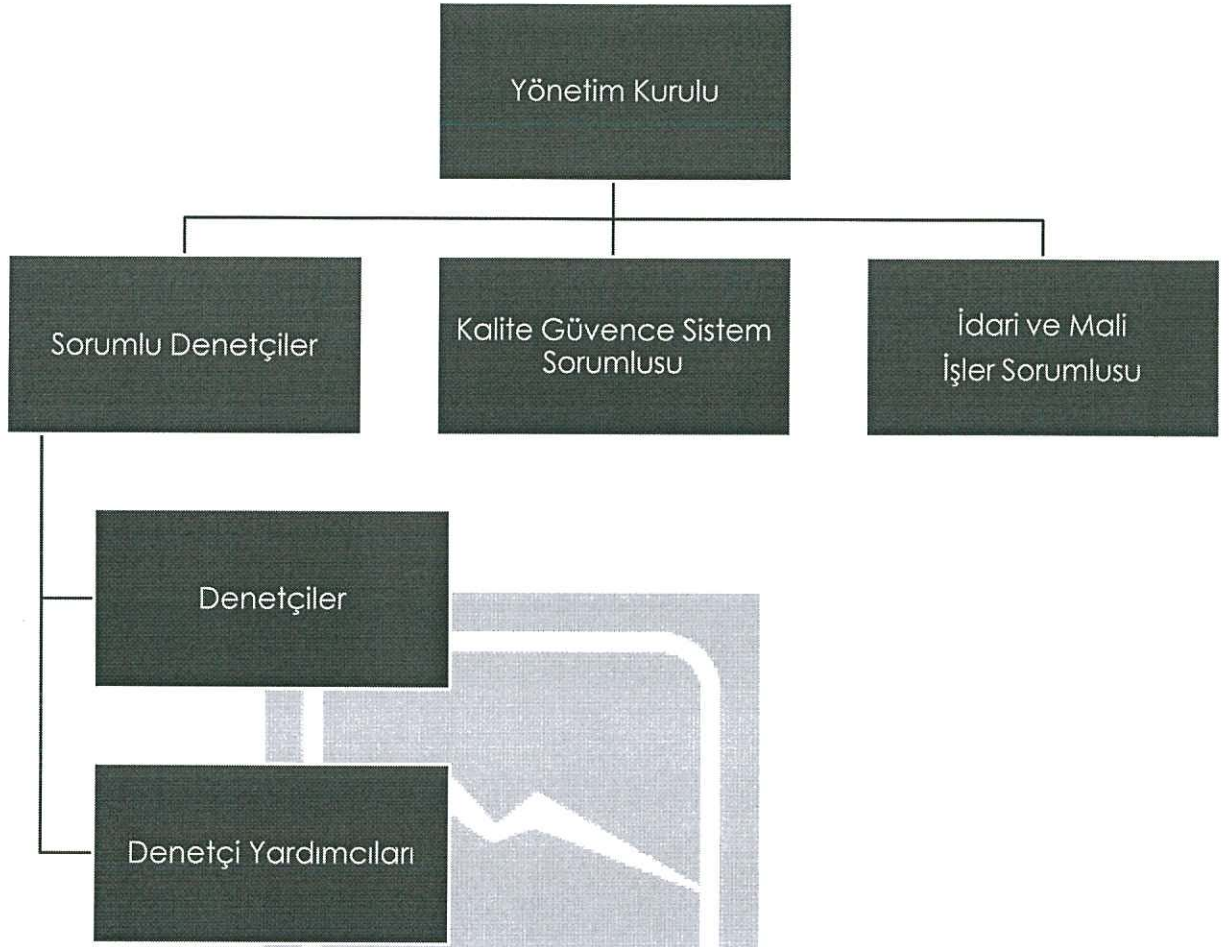 Yönetim Kurulu
Sorumlu Denetçiler
Kalite Güvence Sistem
Sorumlusu
İdari ve Mali
İşler Sorumlusu
Denetçiler
Denetçi Yardımcıları